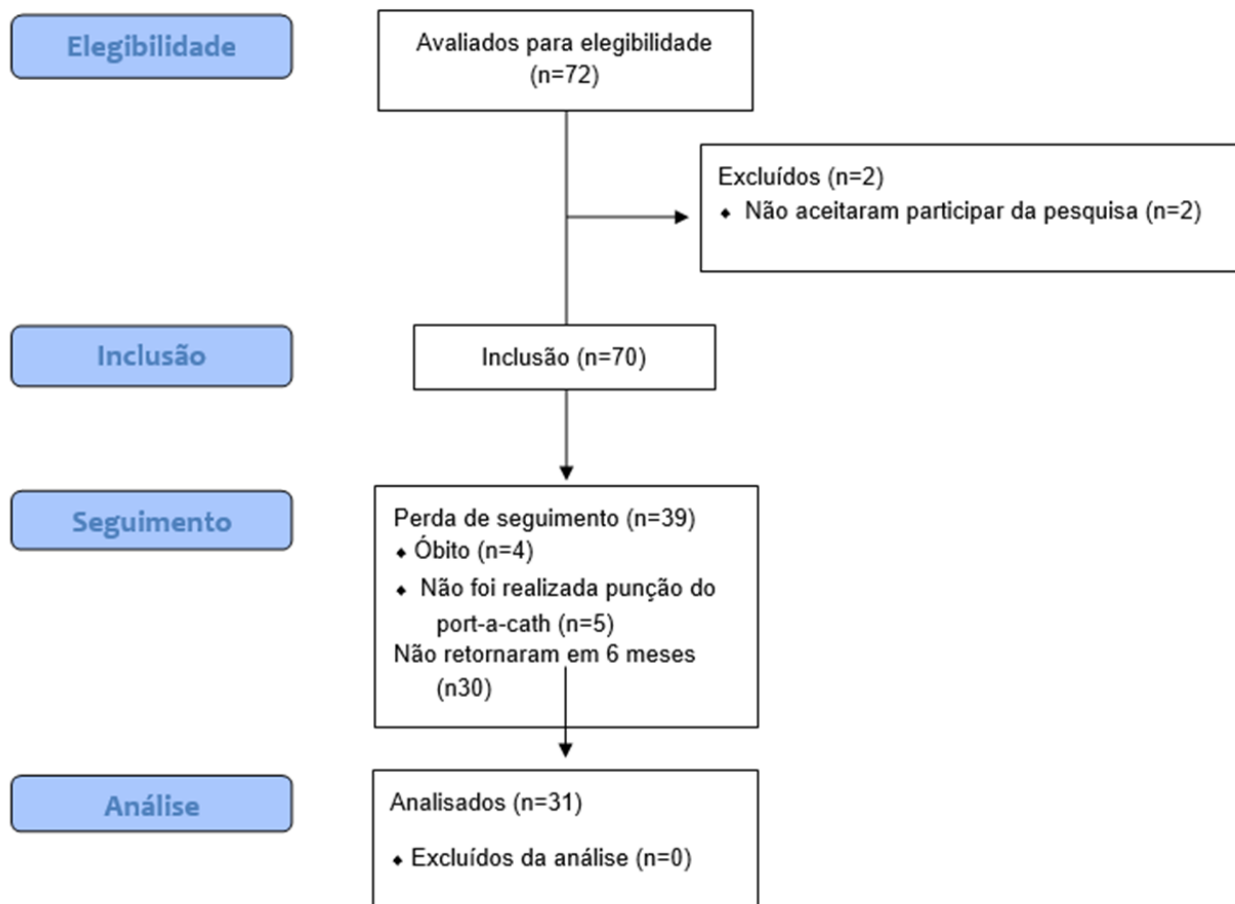 Elegibilidade
Avaliados para elegibilidade
(n=72)
Excluídos (n=2)
⬥ Não aceitaram participar da pesquisa (n=2)
Inclusão
Inclusão (n=70)
Seguimento
Perda de seguimento (n=39)
⬥ Óbito (n=4)
⬥ Não foi realizada punção do
port-a-cath (n=5)
Não retornaram em 6 meses
(n30)
Análise
Analisados (n=31)
⬥ Excluídos da análise (n=0)